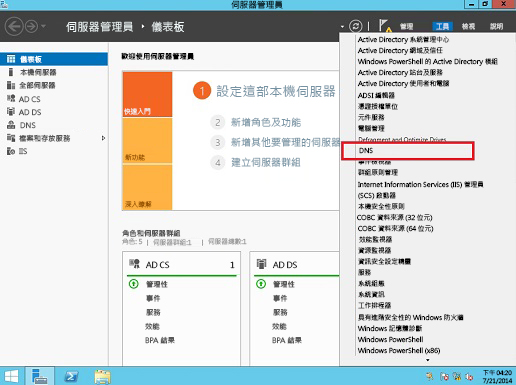 伺服器管理員
伺服器管理員 · 儀表板
管理
工具
檢視
說明
儀表板
本機伺服器
全部伺服器
AD CS
AD DS
DNS
檔案和存放服務
IIS
歡迎使用伺服器管理員
快速入門
新功能
深入瞭解
1 設定這部本機伺服器
2 新增角色及功能
3 新增其他要管理的伺服器
4 建立伺服器群組
角色和伺服器群組
角色: 5 | 伺服器群組:1 | 伺服器總數:1
AD CS 1
管理性
事件
服務
效能
BPA 結果
AD DS
管理性
事件
服務
效能
BPA 結果
Active Directory 系統管理中心
Active Directory 網域及信任
Windows PowerShell 的 Active Directory 模組
Active Directory 站台及服務
Active Directory 使用者和電腦
ADSI 編輯器
憑證授權單位
元件服務
電腦管理
Defragment and Optimize Drives
DNS
事件檢視器
群組原則管理
Internet Information Services (IIS) 管理員
(SCS) 啟動器
本機安全性原則
COBC 資料來源 (32 位元)
COBC 資料來源 (64 位元)
效能監視器
資源監視器
資訊安全設定精靈
服務
系統組態
系統資訊
工作排程器
具有進階安全性的 Windows 防火牆
Windows 記憶體診斷
Windows PowerShell
Windows PowerShell (x86)
下午 04:20
7/21/2014